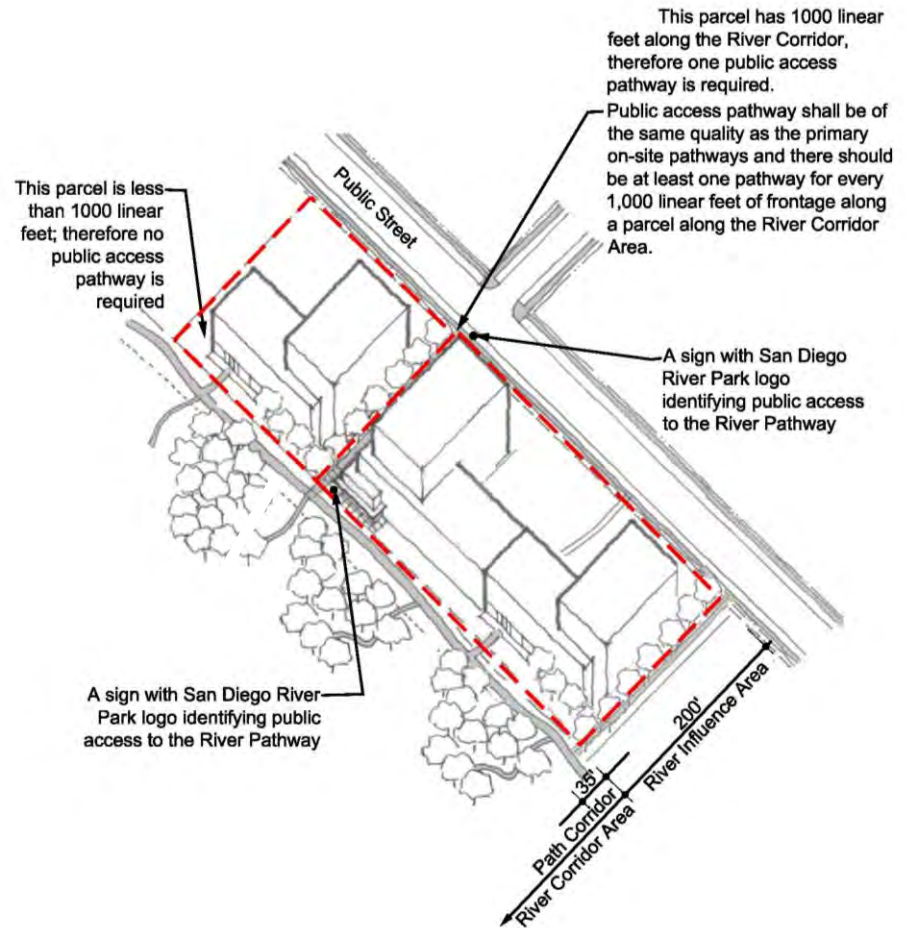 This parcel has 1000 linear
feet along the River Corridor,
therefore one public access
pathway is required.
Public access pathway shall be of
the same quality as the primary
on-site pathways and there should
be at least one pathway for every
1,000 linear feet of frontage along
a parcel along the River Corridor
Area.
This parcel is less
than 1000 linear
feet; therefore no
public access
pathway is
required
Public Street
A sign with San Diego
River Park logo
identifying public access
to the River Pathway
A sign with San Diego River
Park logo identifying public
access to the River Pathway
200'
River Influence Area
35'
Path Corridor
River Corridor Area